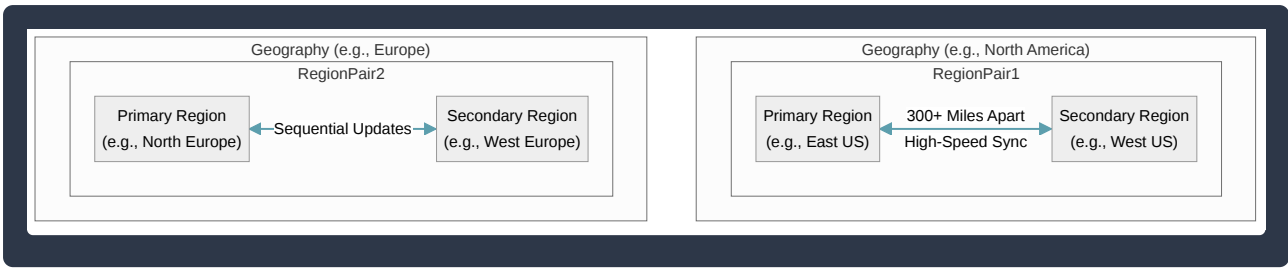 Geography (e.g., Europe)
RegionPair2
Primary Region
(e.g., North Europe)
Sequential Updates
Secondary Region
(e.g., West Europe)
Geography (e.g., North America)
RegionPair1
Primary Region
(e.g., East US)
300+ Miles Apart
High-Speed Sync
Secondary Region
(e.g., West US)